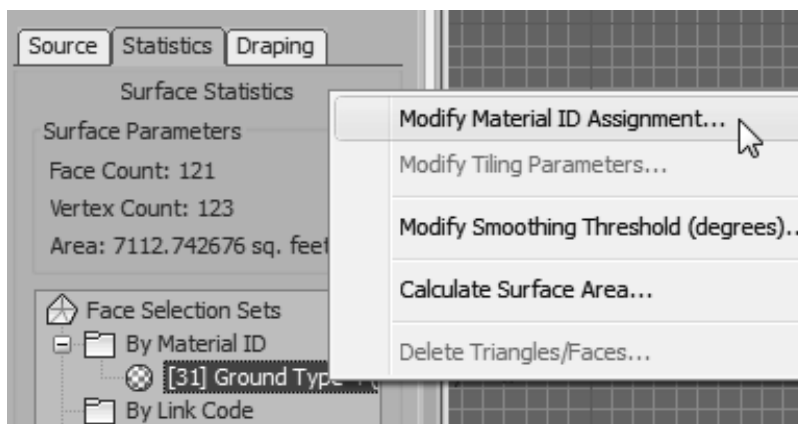 Source Statistics Draping
Surface Statistics
Surface Parameters
Face Count: 121
Vertex Count: 123
Area: 7112.742676 sq. feet
Face Selection Sets
By Material ID
[31] Ground Type
By Link Code
Modify Material ID Assignment...
Modify Tiling Parameters...
Modify Smoothing Threshold (degrees)..
Calculate Surface Area...
Delete Triangles/Faces...